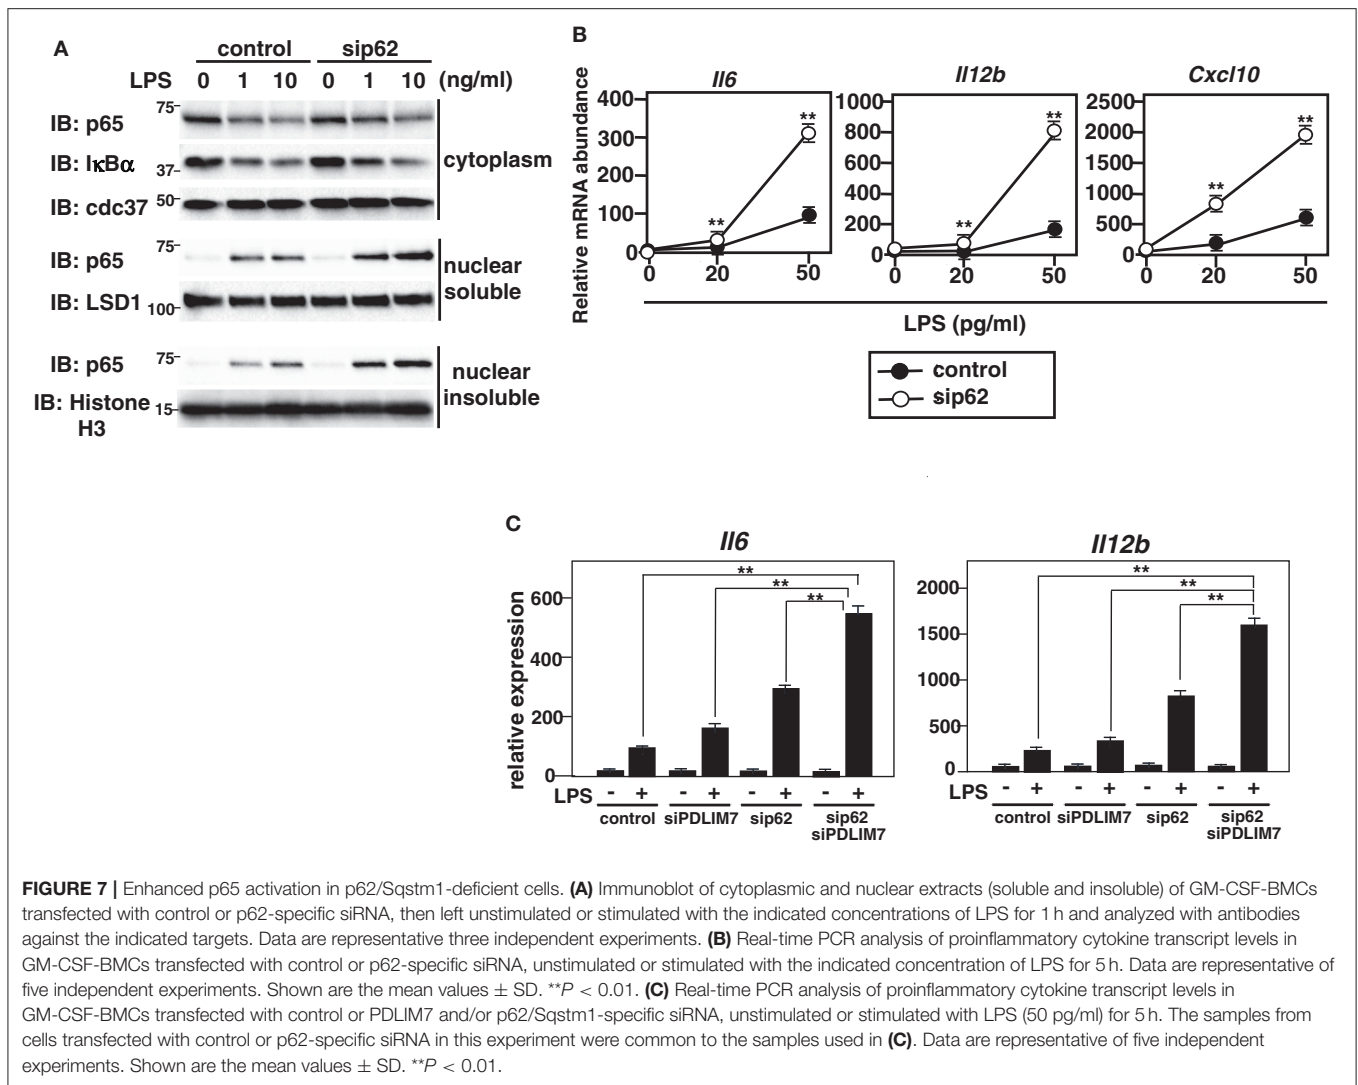 A
control sip62
LPS 0 1 10 0 1 10 (ng/ml)
75
IB: p65
IB: IκBα
37
cytoplasm
50
IB: cdc37
75
IB: p65
nuclear
soluble
IB: LSD1 100
75
IB: p65
nuclear
insoluble
IB: Histone 15
H3
B
Il6 Il12b Cxcl10
Relative mRNA abundance
400
300
200
100
0
0 20 50
** **
1000
800
600
400
200
0
0 20 50
** **
2500
2000
1500
1000
500
0
0 20 50
** **
LPS (pg/ml)
control
sip62
C
Il6
relative expression
600
400
200
0
**
**
**
LPS - + - + - + - +
control siPDLIM7 sip62 sip62
siPDLIM7
Il12b
2000
1500
1000
500
0
**
**
**
LPS - + - + - + - +
control siPDLIM7 sip62 sip62
siPDLIM7
FIGURE 7 | Enhanced p65 activation in p62/Sqstm1-deficient cells. (A) Immunoblot of cytoplasmic and nuclear extracts (soluble and insoluble) of GM-CSF-BMCs
transfected with control or p62-specific siRNA, then left unstimulated or stimulated with the indicated concentrations of LPS for 1 h and analyzed with antibodies
against the indicated targets. Data are representative three independent experiments. (B) Real-time PCR analysis of proinflammatory cytokine transcript levels in
GM-CSF-BMCs transfected with control or p62-specific siRNA, unstimulated or stimulated with the indicated concentration of LPS for 5 h. Data are representative of
five independent experiments. Shown are the mean values ± SD. **P < 0.01. (C) Real-time PCR analysis of proinflammatory cytokine transcript levels in
GM-CSF-BMCs transfected with control or PDLIM7 and/or p62/Sqstm1-specific siRNA, unstimulated or stimulated with LPS (50 pg/ml) for 5 h. The samples from
cells transfected with control or p62-specific siRNA in this experiment were common to the samples used in (C). Data are representative of five independent
experiments. Shown are the mean values ± SD. **P < 0.01.